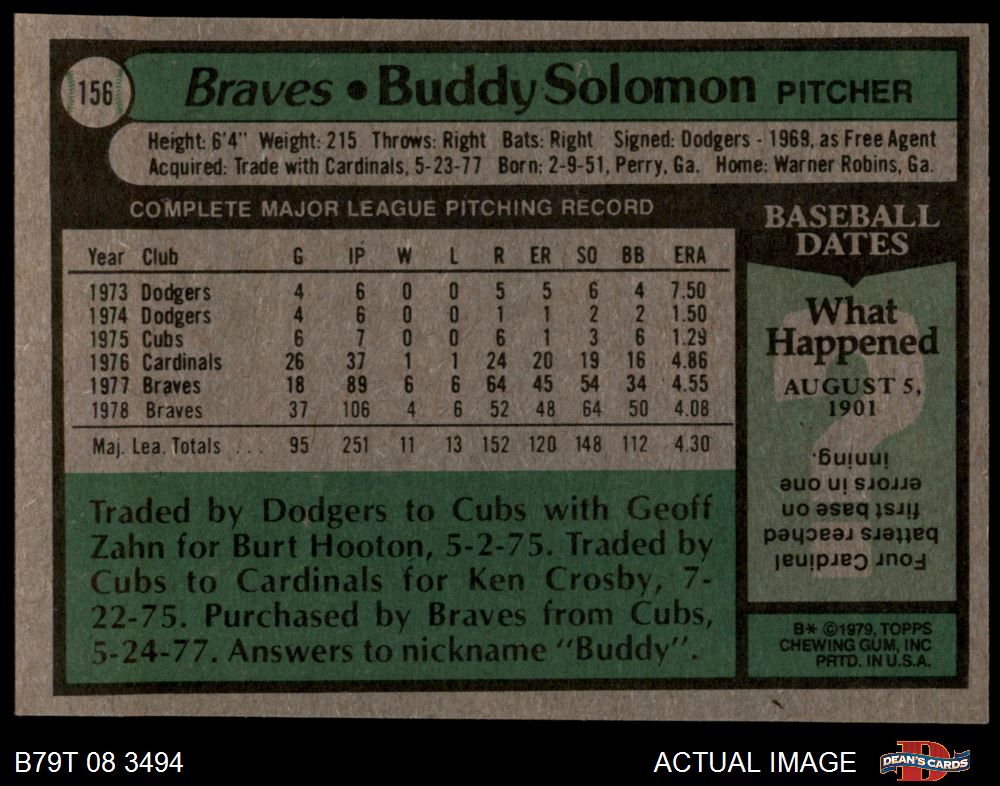 156
Braves • Buddy Solomon PITCHER
Height: 6'4" Weight: 215 Throws: Right Bats: Right Signed: Dodgers - 1969, as Free Agent
Acquired: Trade with Cardinals, 5-23-77 Born: 2-9-51, Perry, Ga. Home: Warner Robins, Ga.
COMPLETE MAJOR LEAGUE PITCHING RECORD
Year Club G IP W L R ER SO BB ERA
1973 Dodgers 4 6 0 0 5 5 6 4 7.50
1974 Dodgers 4 6 0 0 1 1 2 2 1.50
1975 Cubs 6 7 0 0 6 1 3 6 1.29
1976 Cardinals 26 37 1 1 24 20 19 16 4.86
1977 Braves 18 89 6 6 64 45 54 34 4.55
1978 Braves 37 106 4 6 52 48 64 50 4.08
Maj. Lea. Totals ... 95 251 11 13 152 120 148 112 4.30
Traded by Dodgers to Cubs with Geoff
Zahn for Burt Hooton, 5-2-75. Traded by
Cubs to Cardinals for Ken Crosby, 7-
22-75. Purchased by Braves from Cubs,
5-24-77. Answers to nickname "Buddy".
BASEBALL
DATES
What
Happened
AUGUST 5,
1901
?
Four Cardinal
batters reached
first base on
errors in one
inning.
B* ©1979, TOPPS
CHEWING GUM, INC
PRTD. IN U.S.A.
B79T 08 3494
ACTUAL IMAGE
D
DEAN'S CARDS